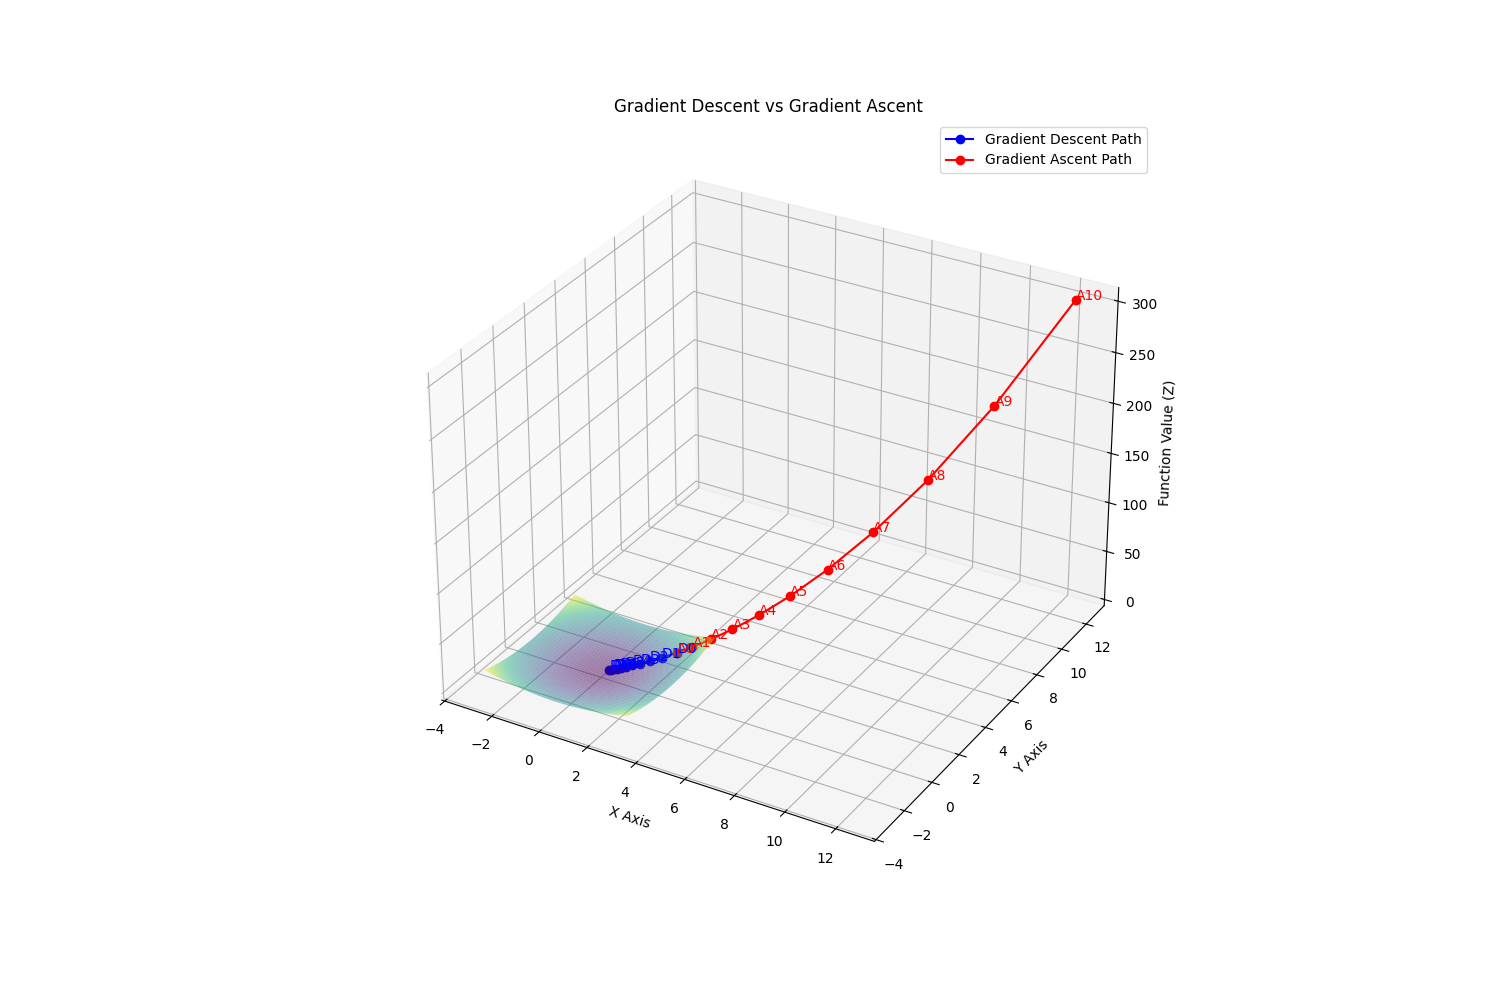 Gradient Descent vs Gradient Ascent
Gradient Descent Path
Gradient Ascent Path
A10
A9
A8
A7
A6
A5
A4
A3
A2
A1
D0
D1
300
250
200
150
100
50
0
Function Value (Z)
12
10
8
6
4
2
0
−2
−4
Y Axis
−4
−2
0
2
4
6
8
10
12
X Axis